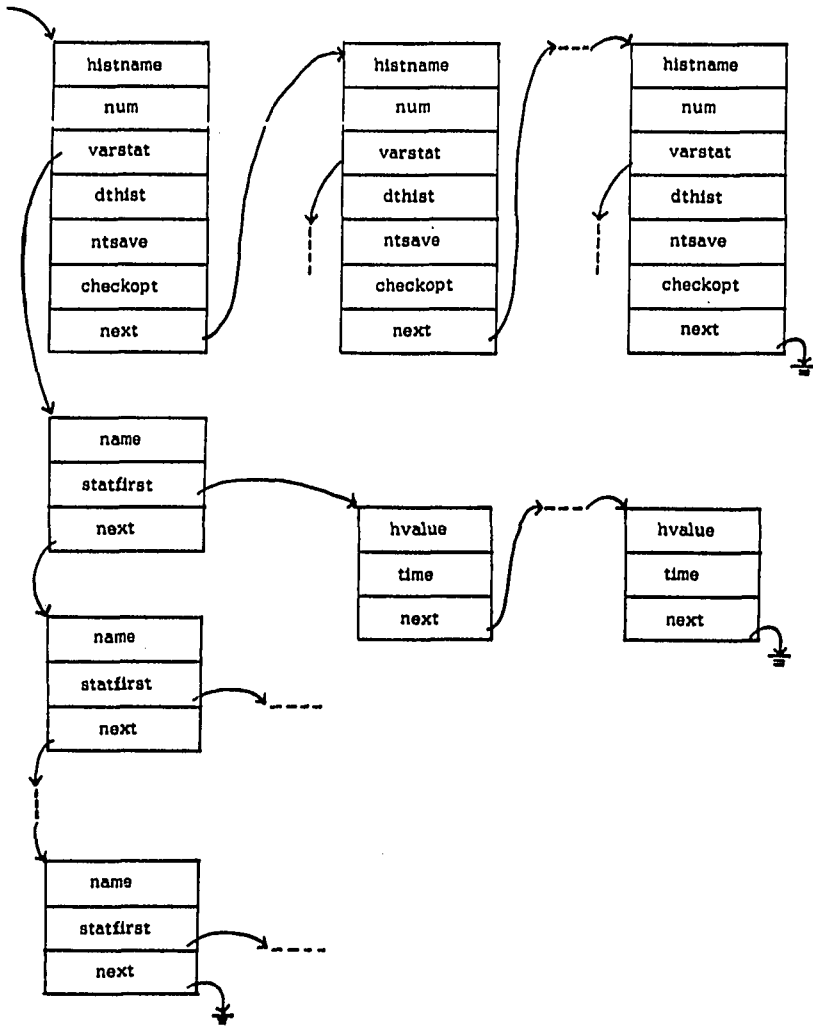 histname
num
varstat
dthist
ntsave
checkopt
next
histname
num
varstat
dthist
ntsave
checkopt
next
histname
num
varstat
dthist
ntsave
checkopt
next
name
statfirst
next
hvalue
time
next
hvalue
time
next
name
statfirst
next
name
statfirst
next